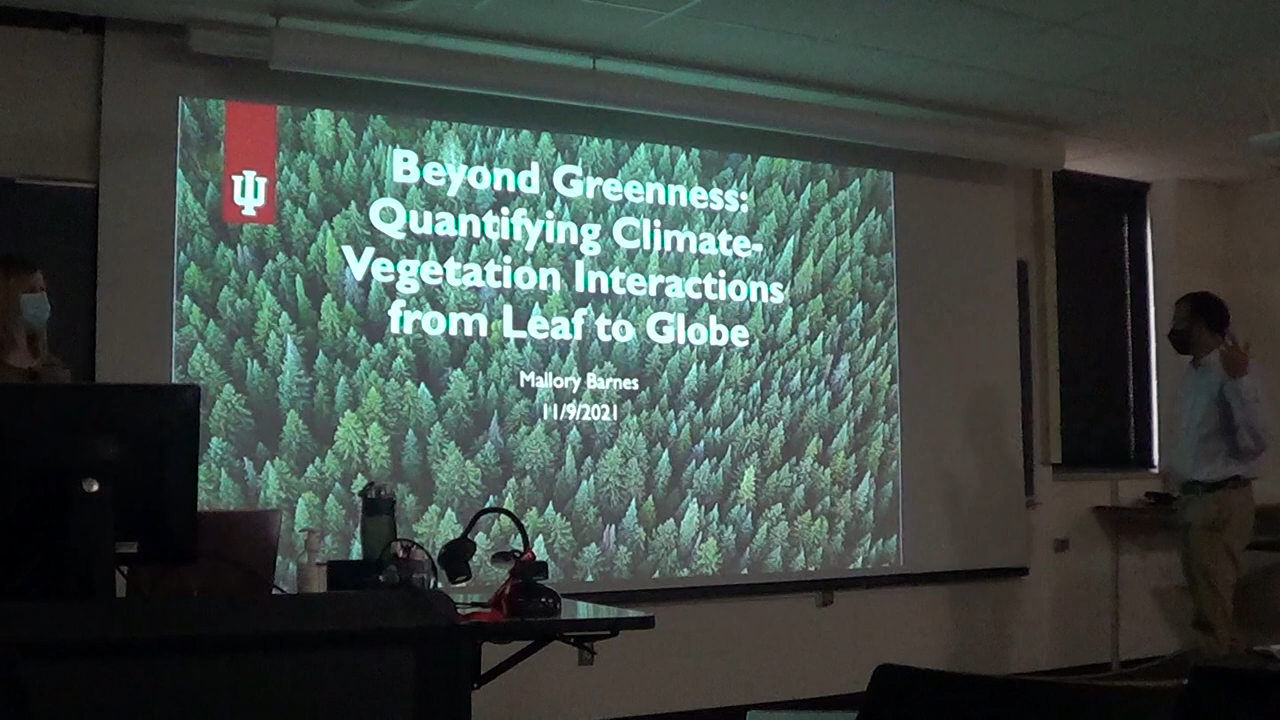 Beyond Greenness:
Quantifying Climate-
Vegetation Interactions
from Leaf to Globe
Mallory Barnes
11/9/2021